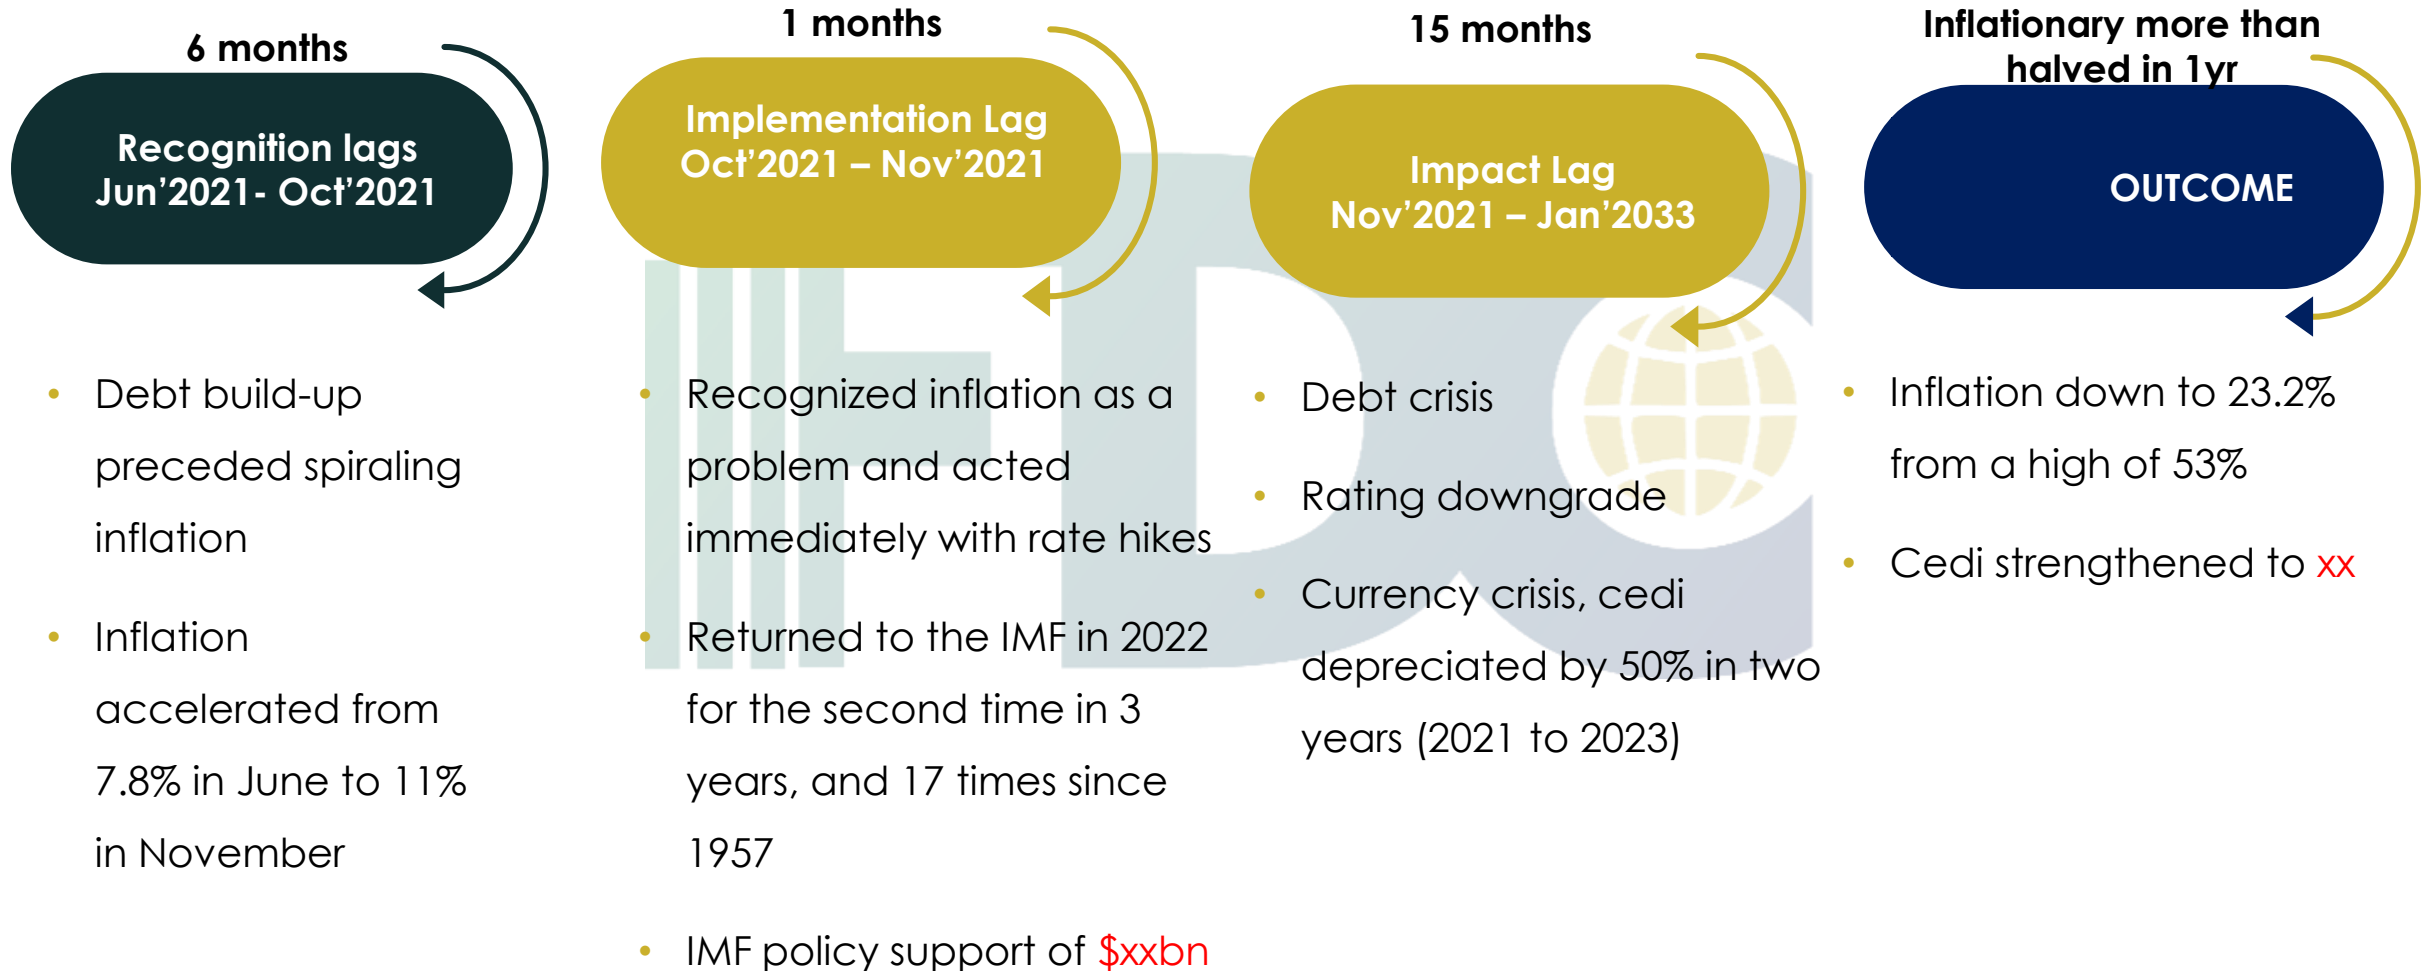 6 months
Recognition lags
Jun’2021- Oct’2021
• Debt build-up
preceded spiraling
inflation
• Inflation
accelerated from
7.8% in June to 11%
in November
1 months
Implementation Lag
Oct’2021 – Nov’2021
• Recognized inflation as a
problem and acted
immediately with rate hikes
• Returned to the IMF in 2022
for the second time in 3
years, and 17 times since
1957
• IMF policy support of $xxbn
15 months
Impact Lag
Nov’2021 – Jan’2033
• Debt crisis
• Rating downgrade
• Currency crisis, cedi
depreciated by 50% in two
years (2021 to 2023)
Inflationary more than
halved in 1yr
OUTCOME
• Inflation down to 23.2%
from a high of 53%
• Cedi strengthened to xx
FDC